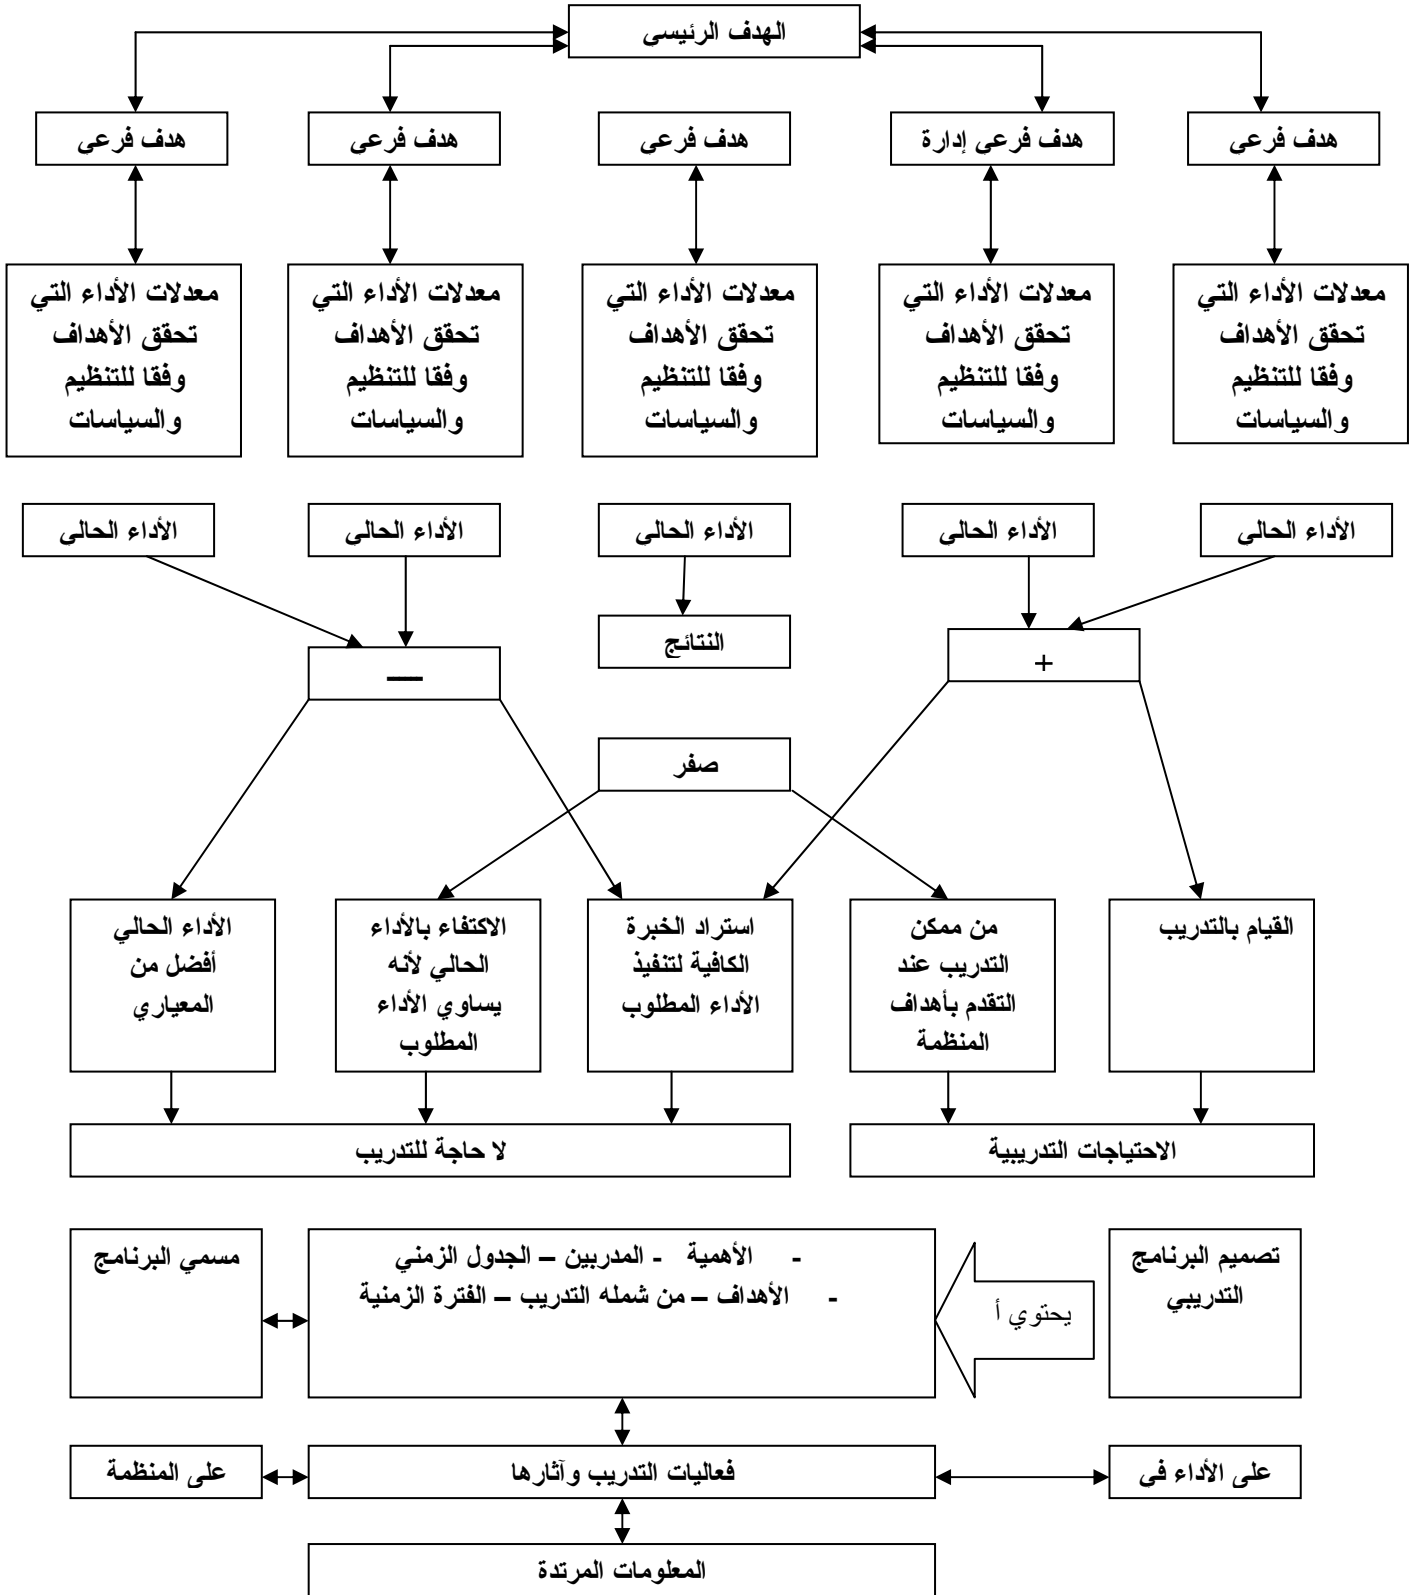 الهدف الرئيسى
هدف فرعى
هدف فرعى إدارة
هدف فرعى
هدف فرعى
هدف فرعى
معدلات الأداء التي
تحقق الأهداف
وفقا للتنظيم
والسياسات
معدلات الأداء التي
تحقق الأهداف
وفقا للتنظيم
والسياسات
معدلات الأداء التي
تحقق الأهداف
وفقا للتنظيم
والسياسات
معدلات الأداء التي
تحقق الأهداف
وفقا للتنظيم
والسياسات
معدلات الأداء التي
تحقق الأهداف
وفقا للتنظيم
والسياسات
الأداء الحالى
الأداء الحالى
الأداء الحالى
الأداء الحالى
الأداء الحالى
+
النتائج
—
صفر
القيام بالتدريب
من ممكن
التدريب عند
التقدم بأهداف
المنظمة
استراد الخبرة
الكافية لتنفيذ
الأداء المطلوب
الاكتفاء بالأداء
الحالي لأنه
يساوي الأداء
المطلوب
الأداء الحالي
أفضل من
المعياري
الاحتياجات التدريبية
لا حاجة للتدريب
تصميم البرنامج
التدريبي
يحتوي أ
- الأهمية - المدربين – الجدول الزمني
- الأهداف – من شمله التدريب – الفترة الزمنية
مسمي البرنامج
على الأداء فى
فعاليات التدريب وآثارها
على المنظمة
المعلومات المرتدة